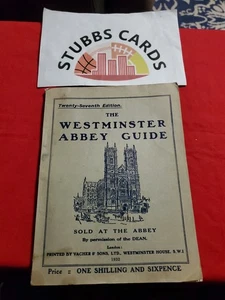 STUBBS CARDS
Twenty-Seventh Edition.
THE
WESTMINSTER
ABBEY GUIDE
SOLD AT THE ABBEY
By permission of the DEAN.
London:
PRINTED BY VACHER & SONS, LTD., WESTMINSTER HOUSE, S.W.1
Price : ONE SHILLING AND SIXPENCE